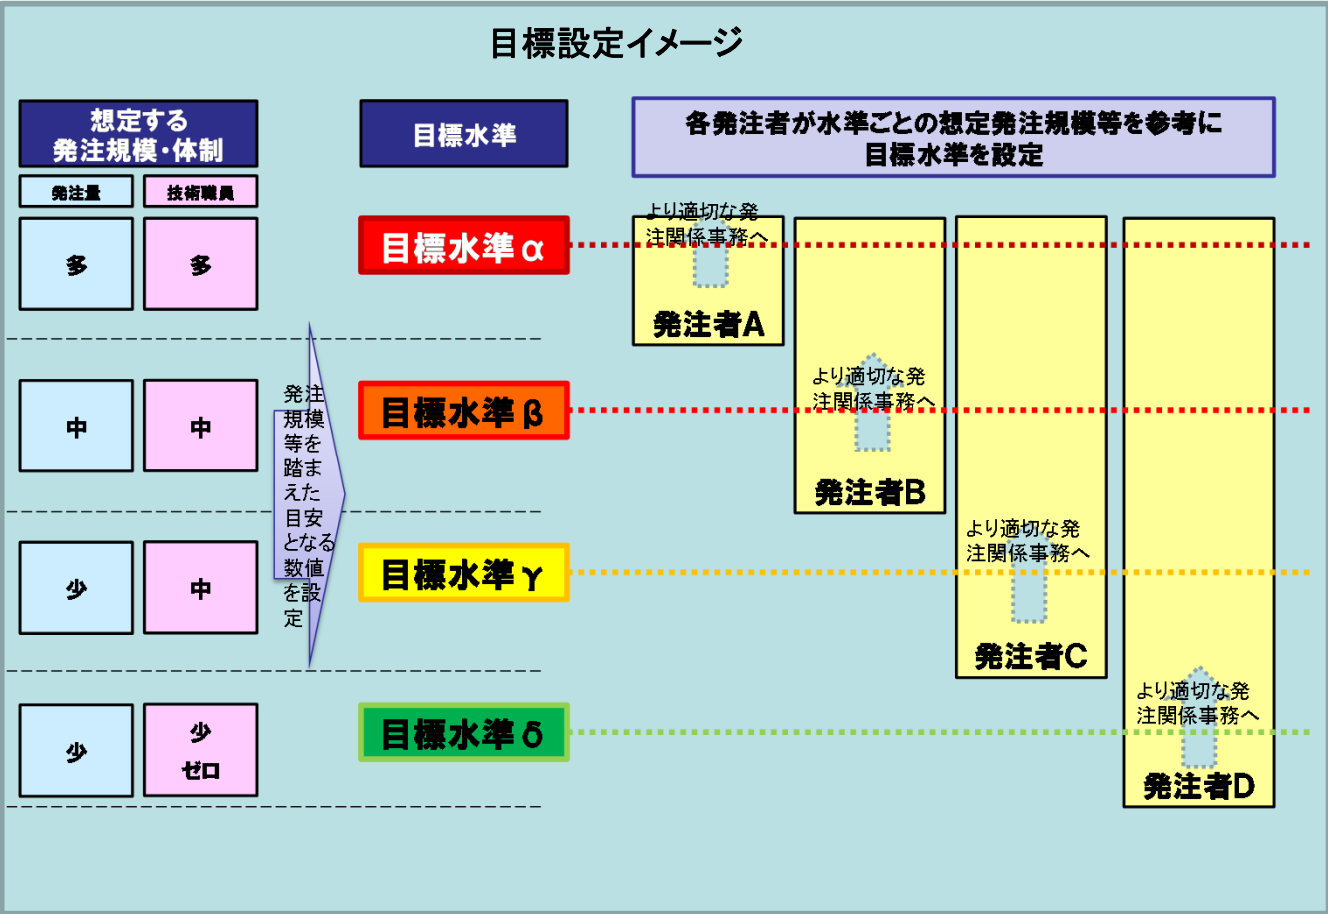 目標設定イメージ
想定する
発注規模・体制
目標水準
各発注者が水準ごとの想定発注規模等を参考に
目標水準を設定
発注量
技術職員
多
多
目標水準α
より適切な発
注関係事務へ
発注者A
中
中
発注
規模
等を
踏ま
えた
目安
となる
数値
を設
定
目標水準β
より適切な発
注関係事務へ
発注者B
少
中
目標水準γ
より適切な発
注関係事務へ
発注者C
少
少
ゼロ
目標水準δ
より適切な発
注関係事務へ
発注者D